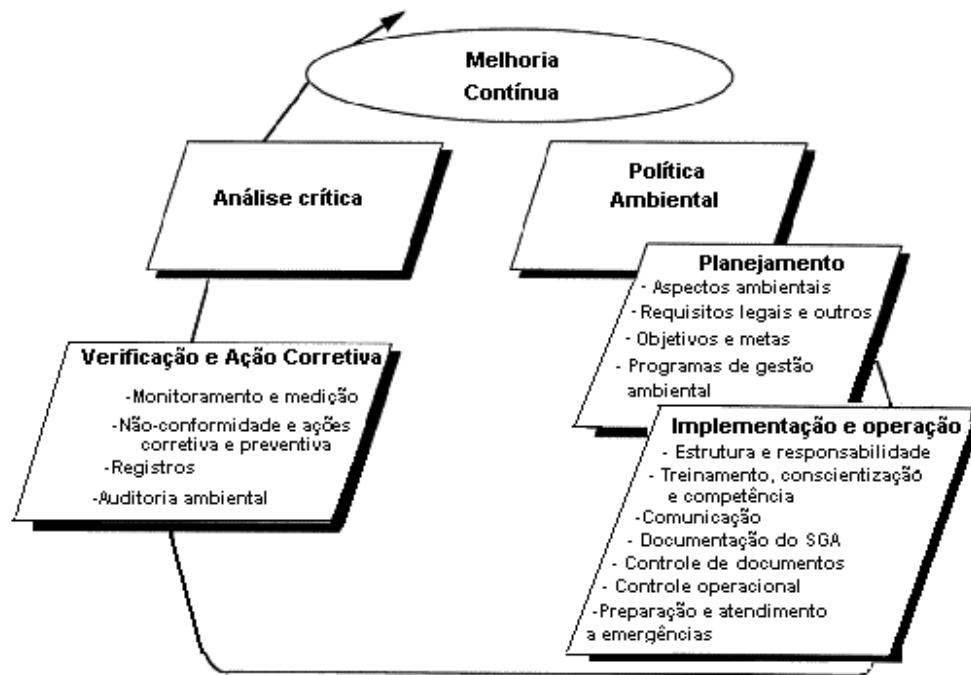 Melhoria
Contínua
Análise crítica
Política
Ambiental
Planejamento
- Aspectos ambientais
- Requisitos legais e outros
- Objetivos e metas
- Programas de gestão
ambiental
Verificação e Ação Corretiva
-Monitoramento e medição
-Não-conformidade e ações
corretiva e preventiva
-Registros
-Auditoria ambiental
Implementação e operação
- Estrutura e responsabilidade
- Treinamento, conscientização
e competência
-Comunicação
- Documentação do SGA
- Controle de documentos
- Controle operacional
-Preparação e atendimento
a emergências